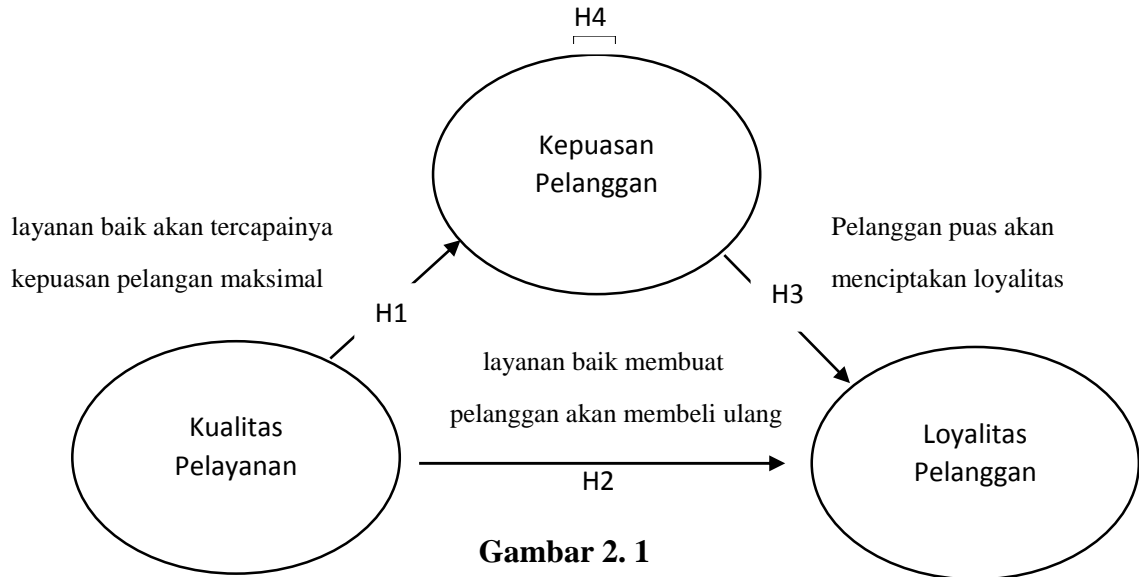 H4
Kepuasan
Pelanggan
layanan baik akan tercapainya
kepuasan pelangan maksimal
Pelanggan puas akan
menciptakan loyalitas
H1
H3
layanan baik membuat
pelanggan akan membeli ulang
Kualitas
Pelayanan
H2
Loyalitas
Pelanggan
Gambar 2. 1